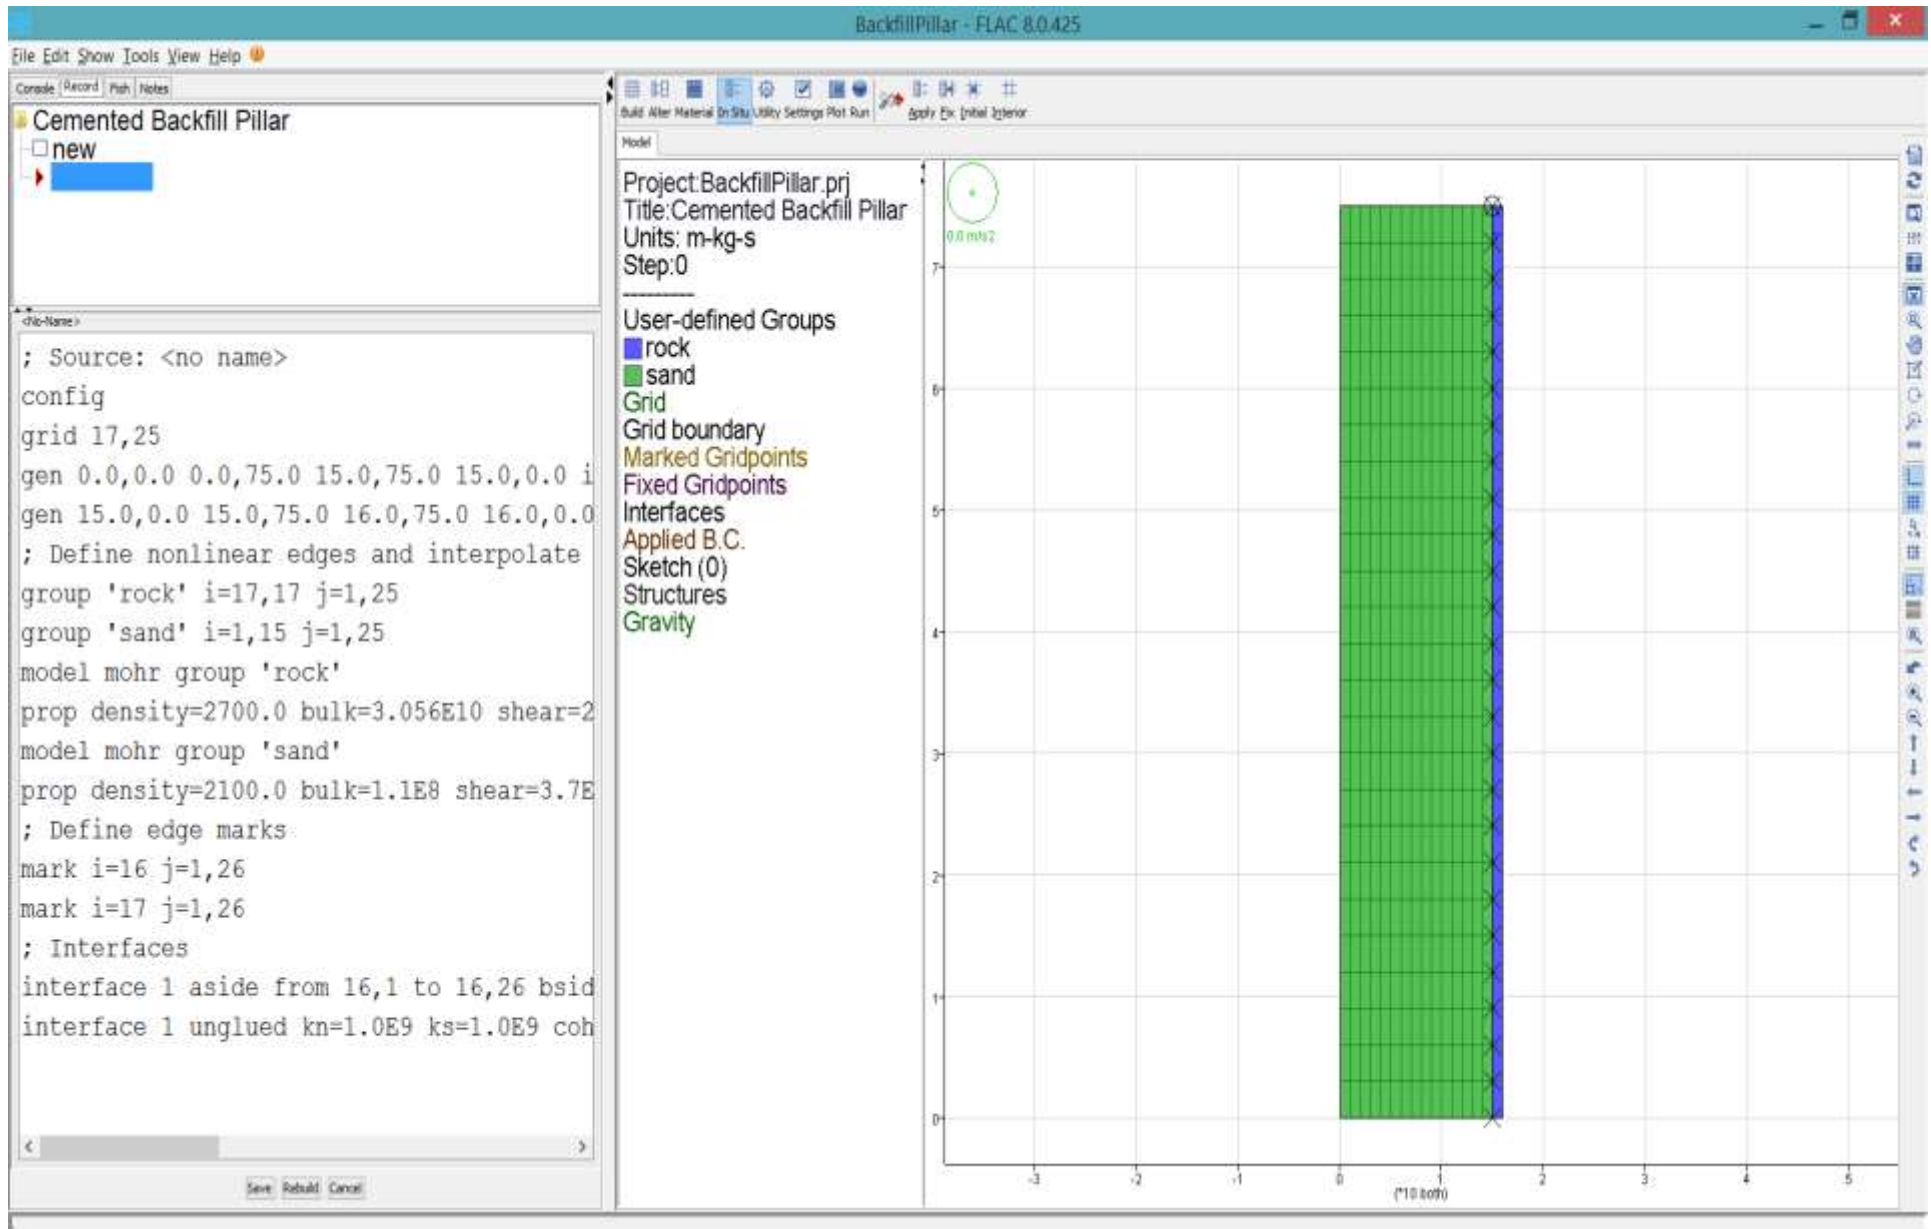 BackfillPillar - FLAC 8.0.425
File Edit Show Tools View Help
Console Record Fish Notes
Cemented Backfill Pillar
new
<No-Name>
; Source: <no name>
config
grid 17,25
gen 0.0,0.0 0.0,75.0 15.0,75.0 15.0,0.0 i
gen 15.0,0.0 15.0,75.0 16.0,75.0 16.0,0.0
; Define nonlinear edges and interpolate
group 'rock' i=17,17 j=1,25
group 'sand' i=1,15 j=1,25
model mohr group 'rock'
prop density=2700.0 bulk=3.056E10 shear=2
model mohr group 'sand'
prop density=2100.0 bulk=1.1E8 shear=3.7E
; Define edge marks
mark i=16 j=1,26
mark i=17 j=1,26
; Interfaces
interface 1 aside from 16,1 to 16,26 bsid
interface 1 unglued kn=1.0E9 ks=1.0E9 coh
Save Rebuild Cancel
Build Alter Material In Situ Utility Settings Plot Run Apply Fix Initial Interior
Model
Project:BackfillPillar.prj
Title:Cemented Backfill Pillar
Units: m-kg-s
Step:0
----------
User-defined Groups
rock
sand
Grid
Grid boundary
Marked Gridpoints
Fixed Gridpoints
Interfaces
Applied B.C.
Sketch (0)
Structures
Gravity
0.0 m/s2
7
6
5
4
3
2
1
0
-3 -2 -1 0 1 2 3 4 5
(*10 both)